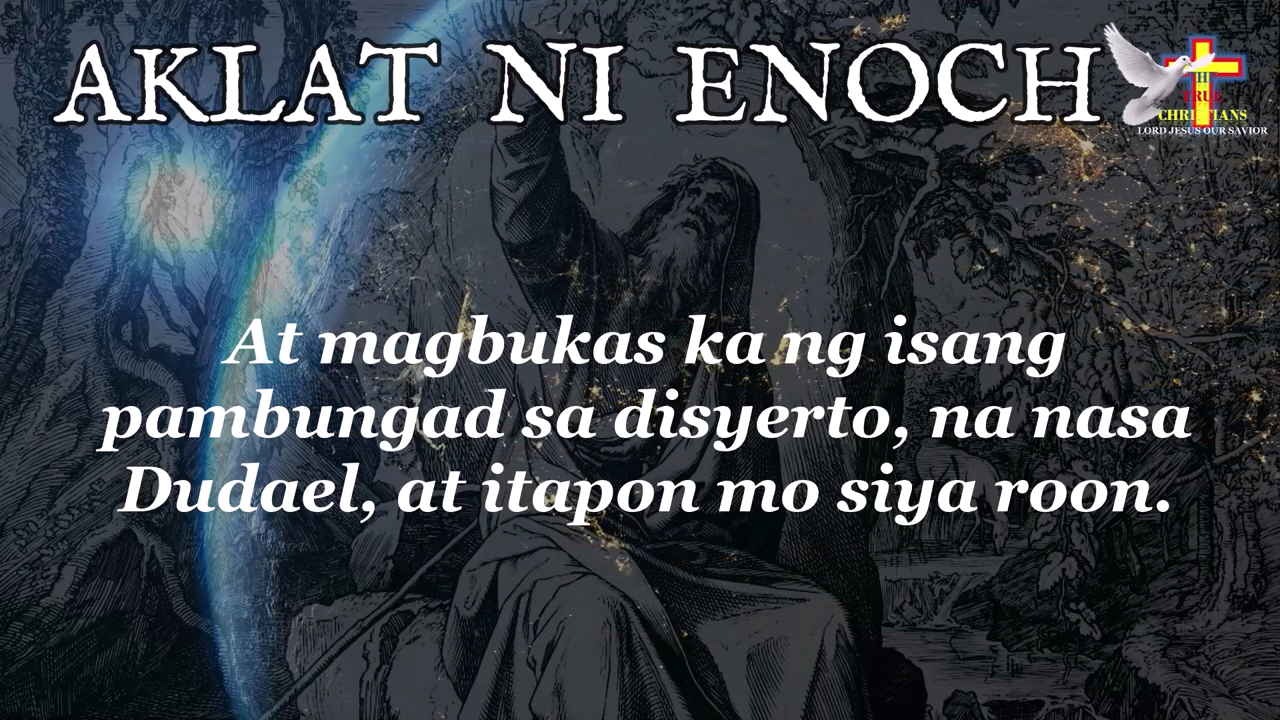 AKLAT NI ENOCH
TRUE
CHRISTIANS
LORD JESUS OUR SAVIOR
At magbukas ka ng isang
pambungad sa disyerto, na nasa
Dudael, at itapon mo siya roon.